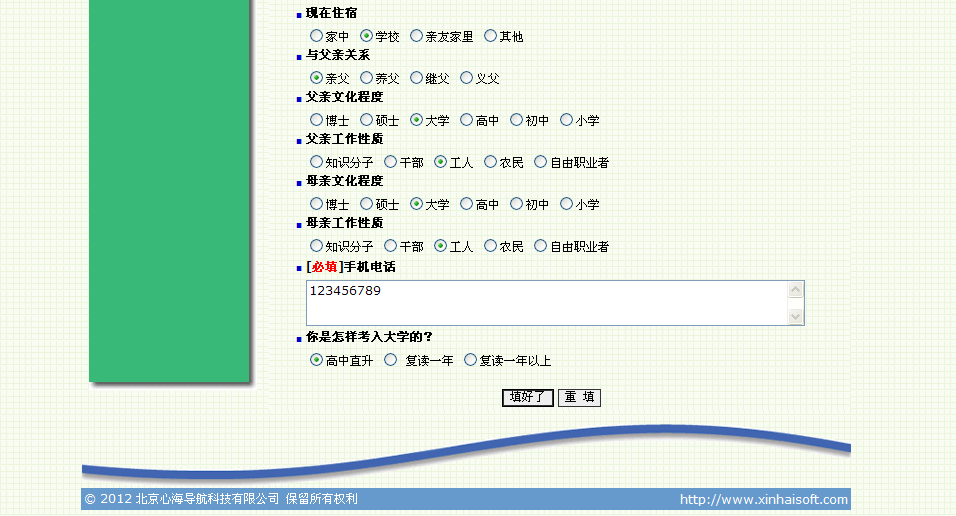 现在住宿
家中 学校 亲友家里 其他
与父亲关系
亲父 养父 继父 义父
父亲文化程度
博士 硕士 大学 高中 初中 小学
父亲工作性质
知识分子 干部 工人 农民 自由职业者
母亲文化程度
博士 硕士 大学 高中 初中 小学
母亲工作性质
知识分子 干部 工人 农民 自由职业者
[必填]手机电话
123456789
你是怎样考入大学的？
高中直升 复读一年 复读一年以上
填好了 重 填
© 2012 北京心海导航科技有限公司 保留所有权利 http://www.xinhaisoft.com